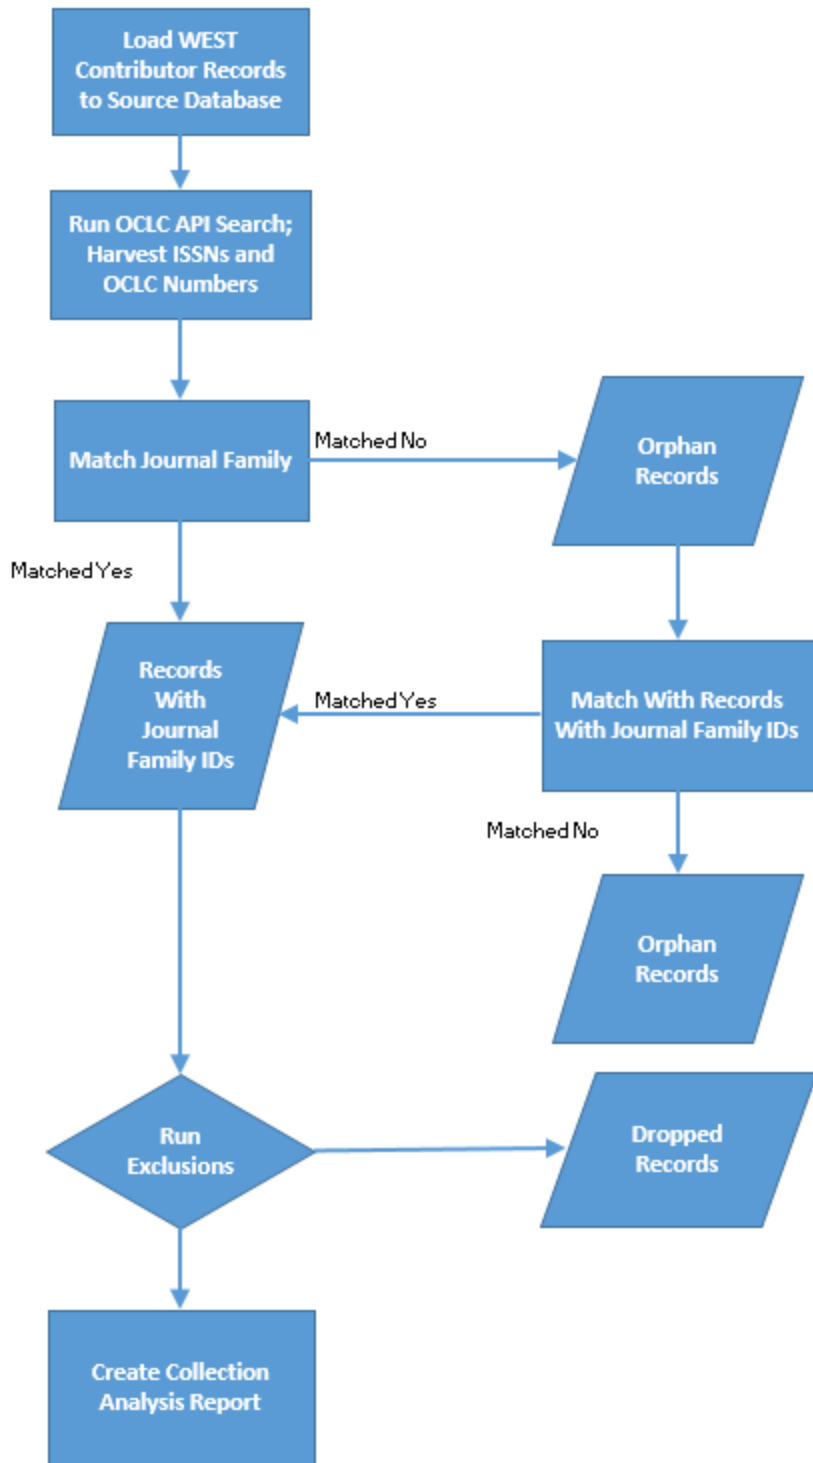 Load WEST
Contributor Records
to Source Database
Run OCLC API Search;
Harvest ISSNs and
OCLC Numbers
Match Journal Family
Matched No
Orphan
Records
Matched Yes
Records
With
Journal
Family IDs
Matched Yes
Match With Records
With Journal Family IDs
Matched No
Orphan
Records
Run
Exclusions
Dropped
Records
Create Collection
Analysis Report